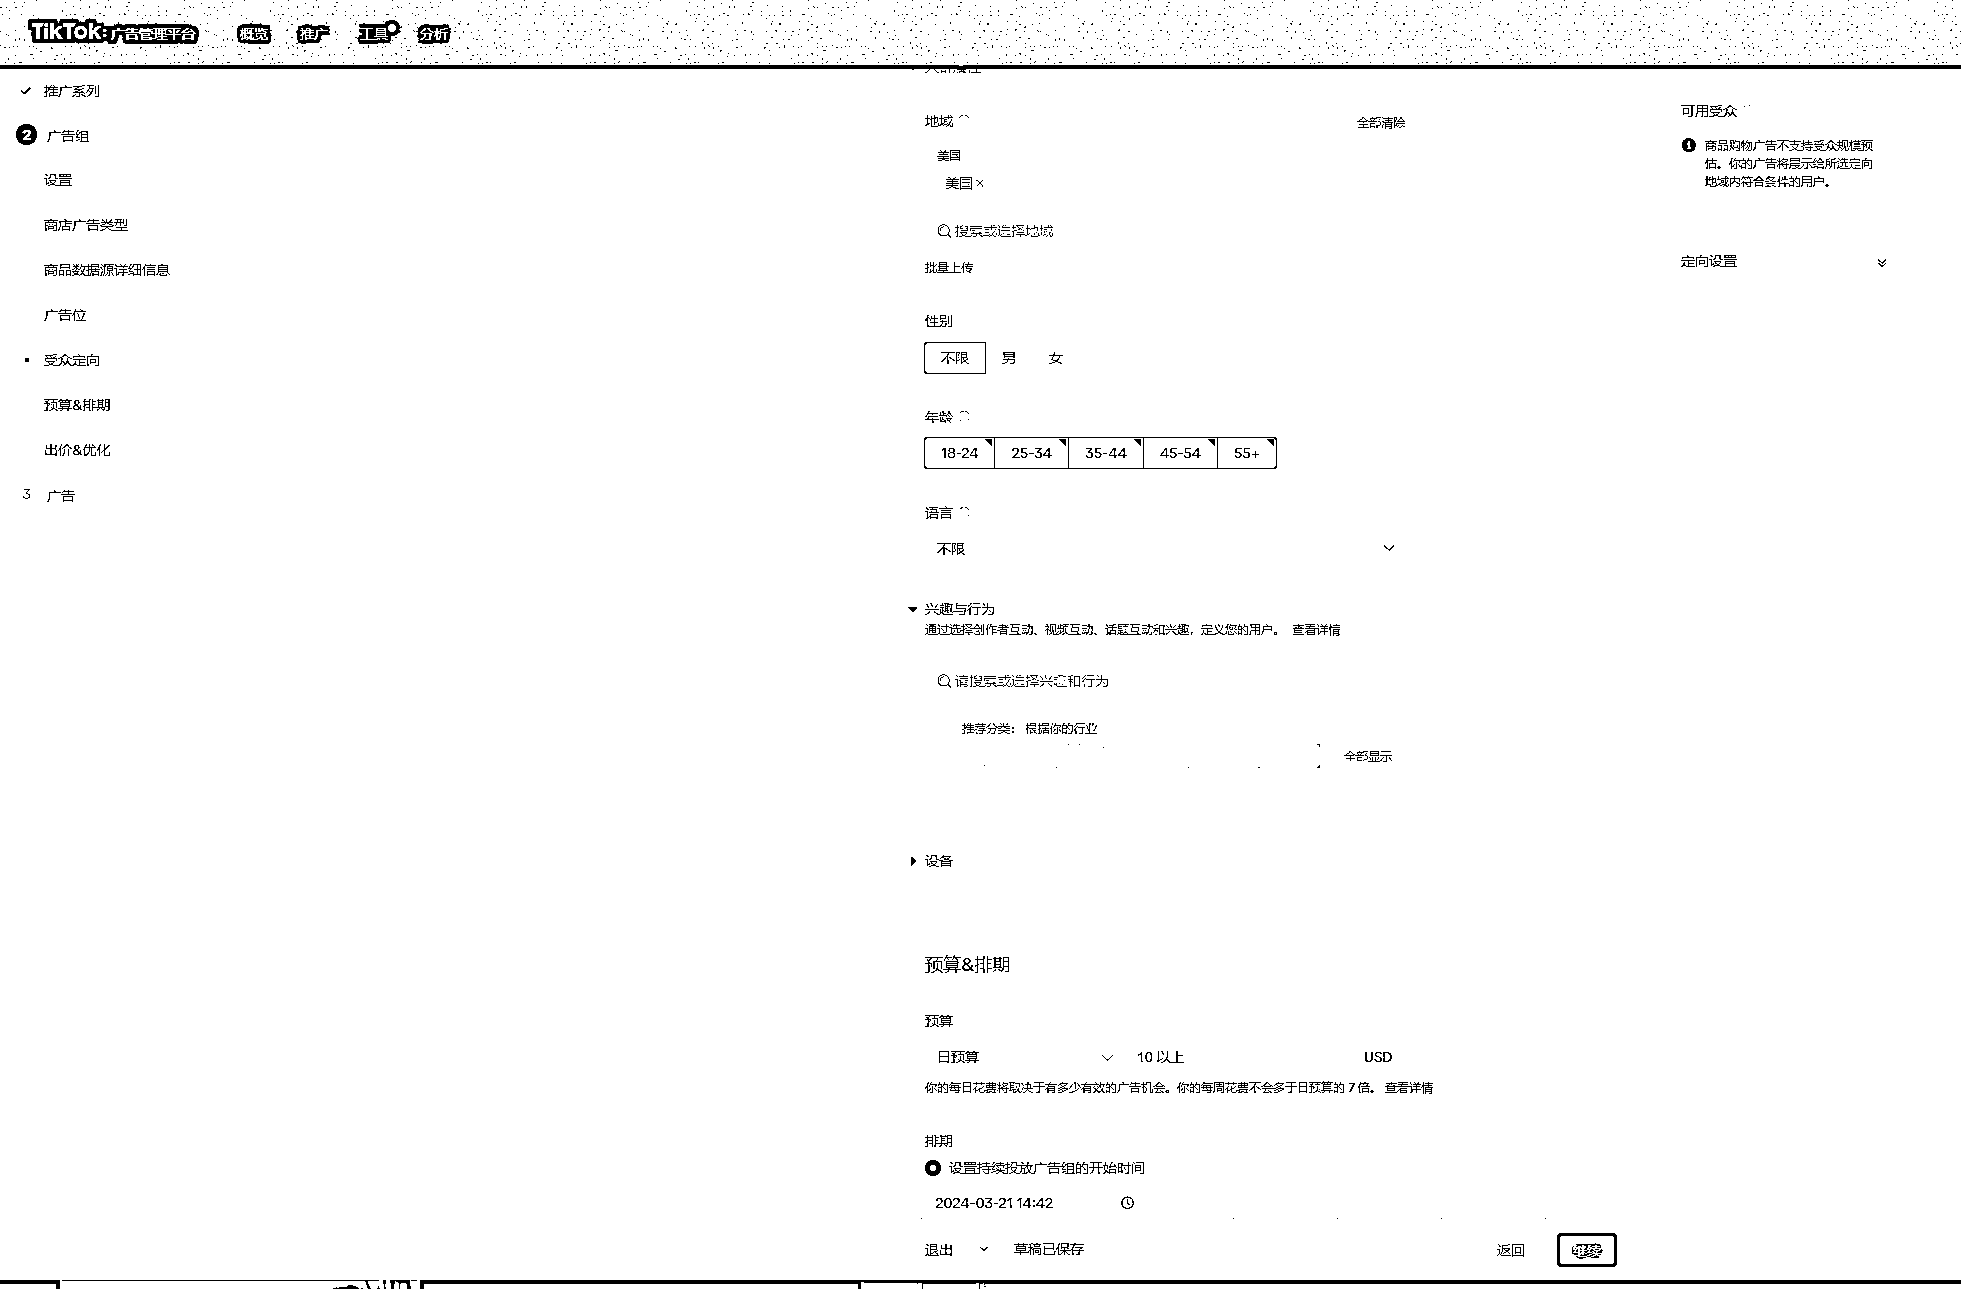 TikTok: 广告管理平台 概览 推广 工具 分析
推广系列
2 广告组
设置
商店广告类型
商品数据源详细信息
广告位
受众定向
预算&排期
出价&优化
3 广告
地域
全部清除
美国
美国 ×
搜索或选择地域
批量上传
性别
不限 男 女
年龄
18-24 25-34 35-44 45-54 55+
语言
不限
兴趣与行为
通过选择创作者互动、视频互动、话题互动和兴趣，定义您的用户。 查看详情
请搜索或选择兴趣和行为
推荐分类： 根据你的行业
全部显示
设备
预算&排期
预算
日预算 10 以上 USD
你的每日花费将取决于有多少有效的广告机会。你的每周花费不会多于日预算的 7 倍。 查看详情
排期
设置持续投放广告组的开始时间
2024-03-21 14:42
退出 草稿已保存 返回 继续
可用受众
商品购物广告不支持受众规模预
估。你的广告将展示给所选定向
地域内符合条件的用户。
定向设置